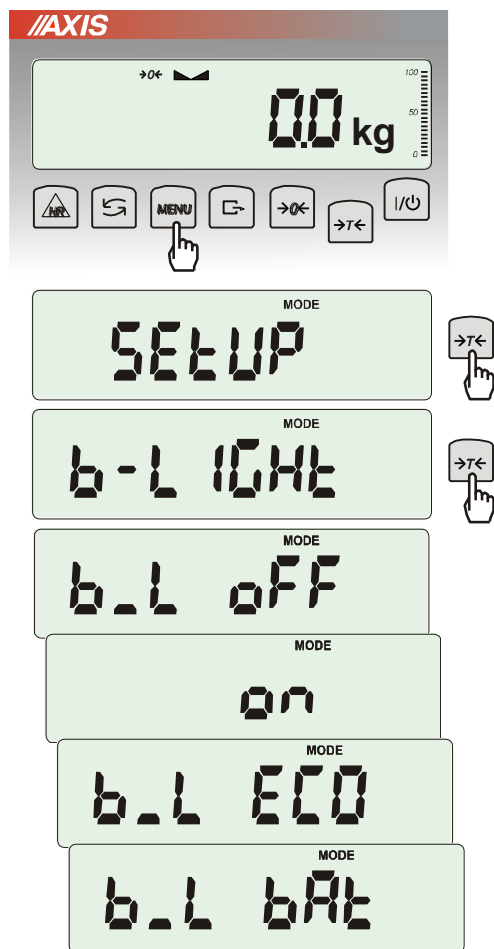 AXIS
→0←
100
0.0 kg
50
0
HR MENU →0← →T← I/⏻
MODE
SEtUP
→T←
MODE
b-LIGHt
→T←
MODE
b_L oFF
MODE
on
MODE
b_L ECO
MODE
b_L bAt